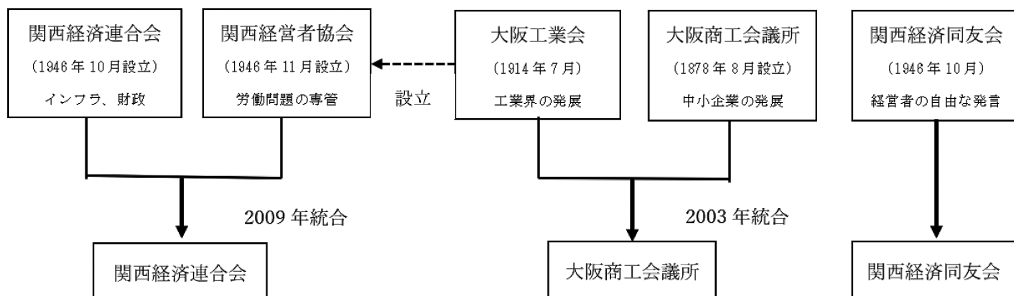 関西経済連合会
（1946年10月設立）
インフラ、財政
関西経営者協会
（1946年11月設立）
労働問題の専管
設立
大阪工業会
（1914年7月）
工業界の発展
大阪商工会議所
（1878年8月設立）
中小企業の発展
関西経済同友会
（1946年10月）
経営者の自由な発言
2009年統合
2003年統合
関西経済連合会
大阪商工会議所
関西経済同友会